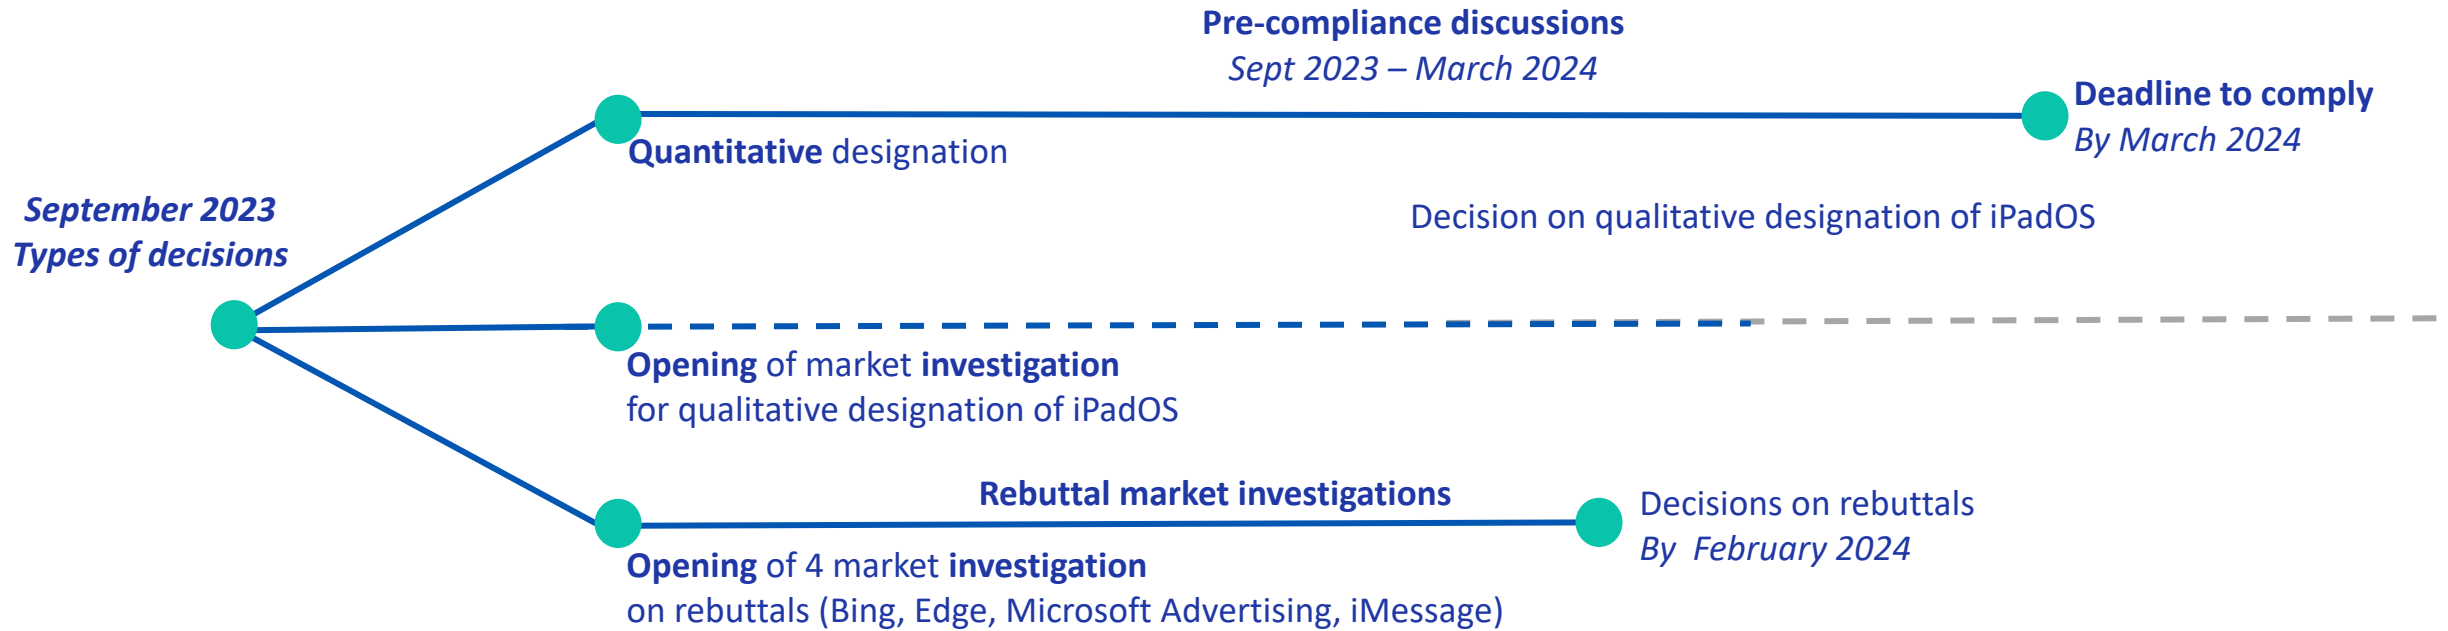 Pre-compliance discussions
Sept 2023 – March 2024
Deadline to comply
By March 2024
Quantitative designation
September 2023
Types of decisions
Decision on qualitative designation of iPadOS
Opening of market investigation
for qualitative designation of iPadOS
Rebuttal market investigations
Decisions on rebuttals
By February 2024
Opening of 4 market investigation
on rebuttals (Bing, Edge, Microsoft Advertising, iMessage)